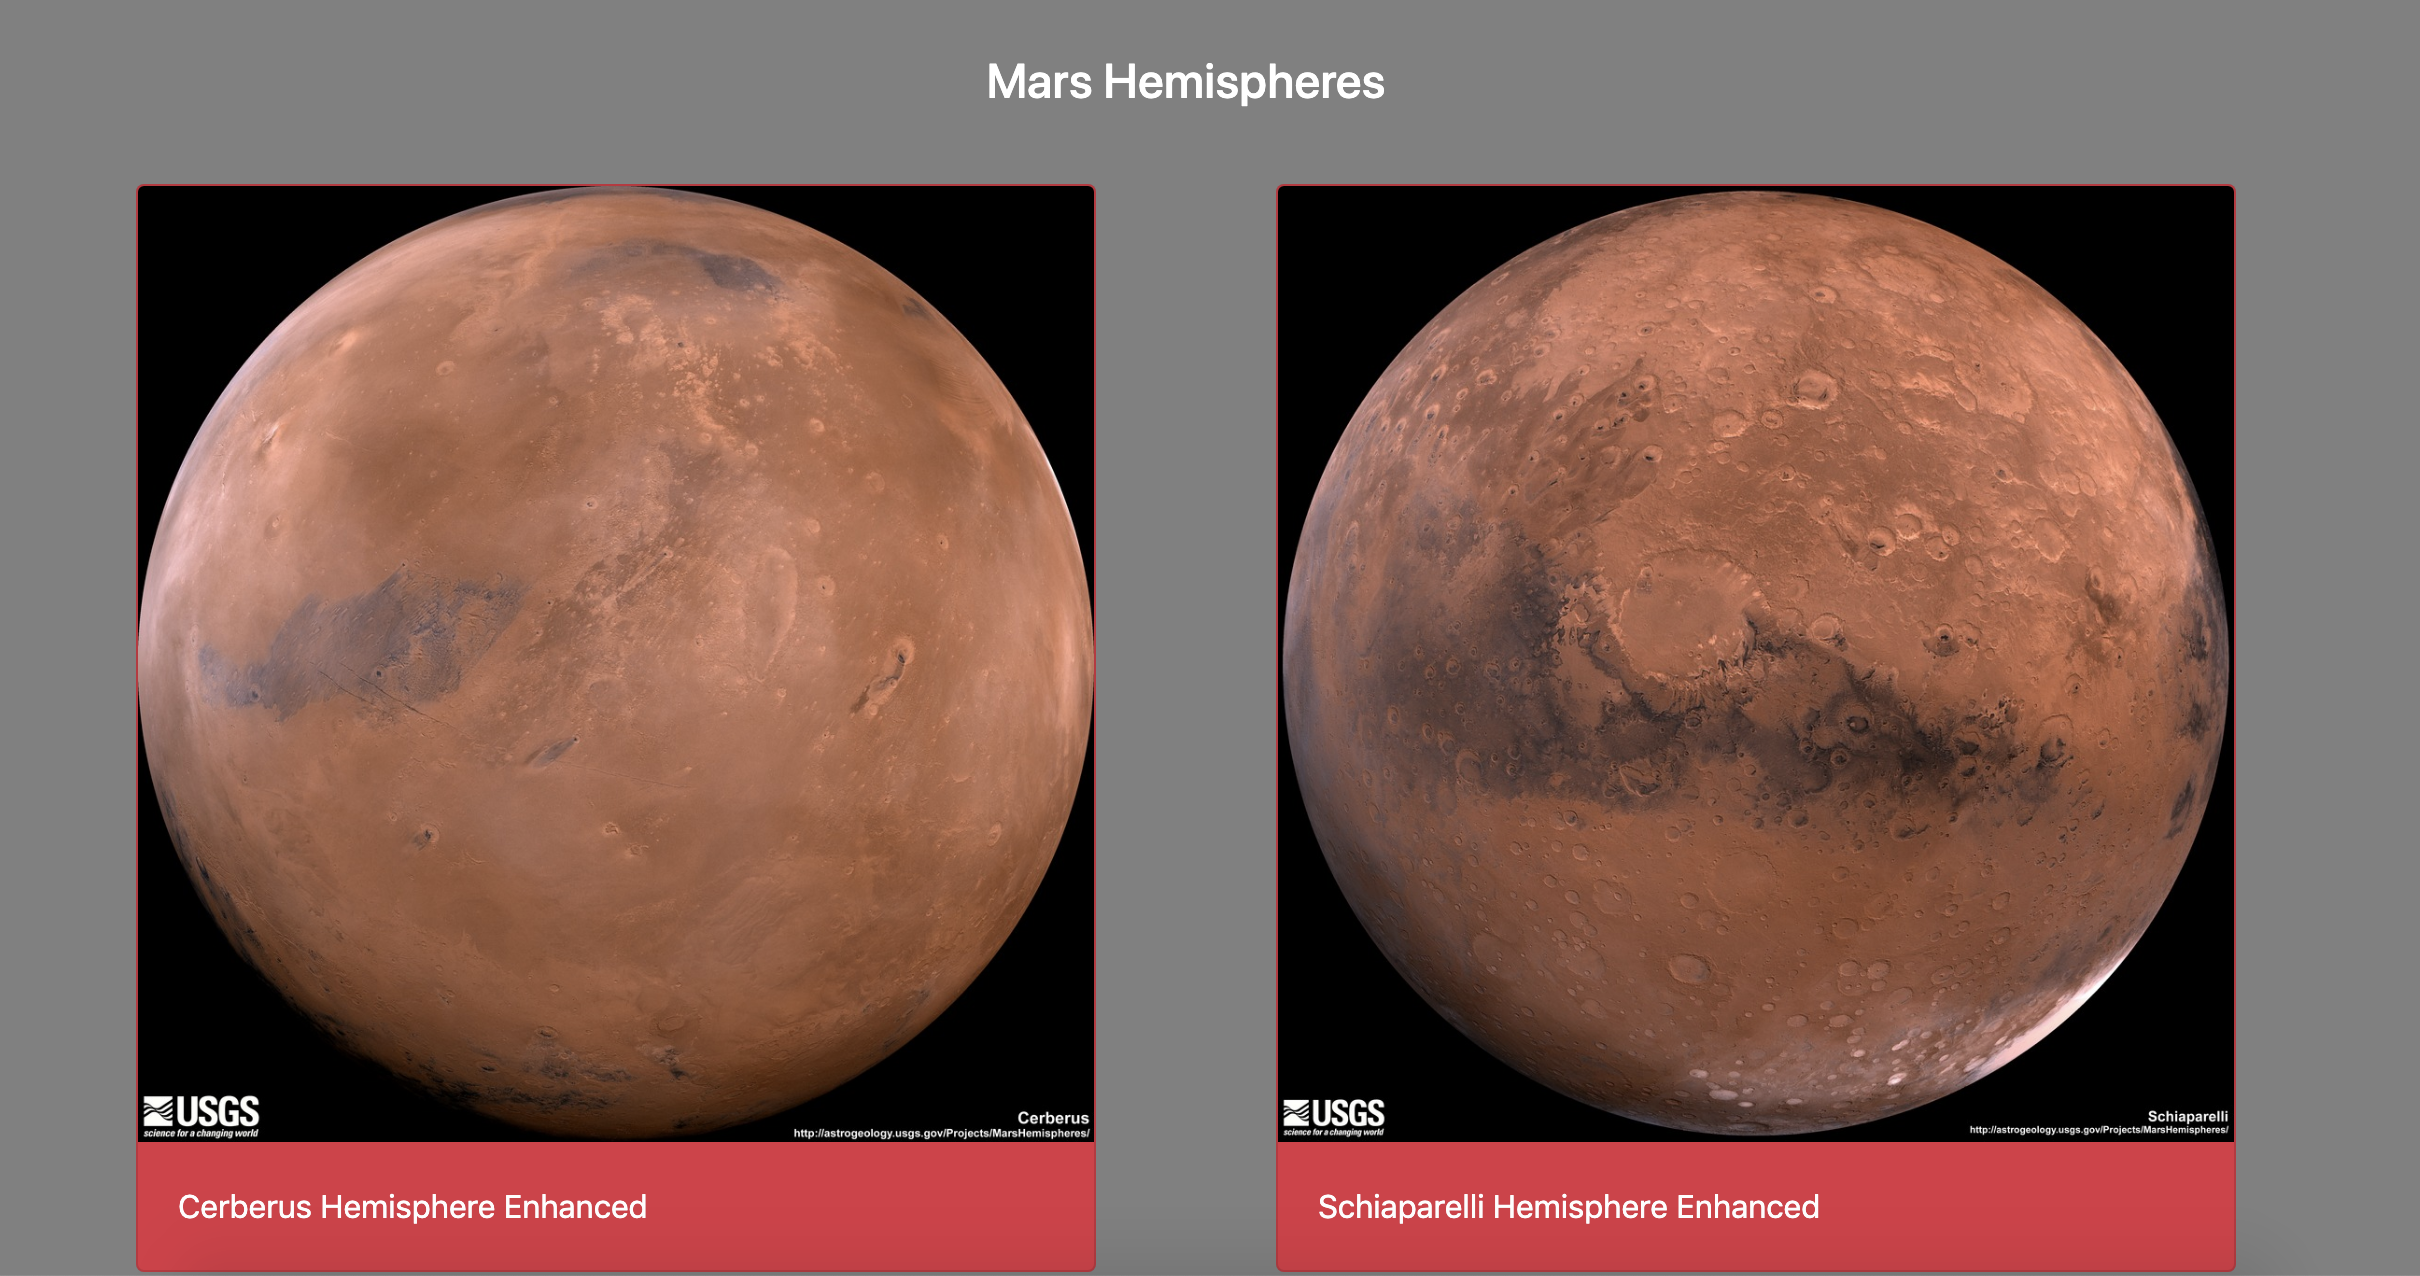 Mars Hemispheres
USGS
science for a changing world
Cerberus
http://astrogeology.usgs.gov/Projects/MarsHemispheres/
USGS
science for a changing world
Schiaparelli
http://astrogeology.usgs.gov/Projects/MarsHemispheres/
Cerberus Hemisphere Enhanced
Schiaparelli Hemisphere Enhanced